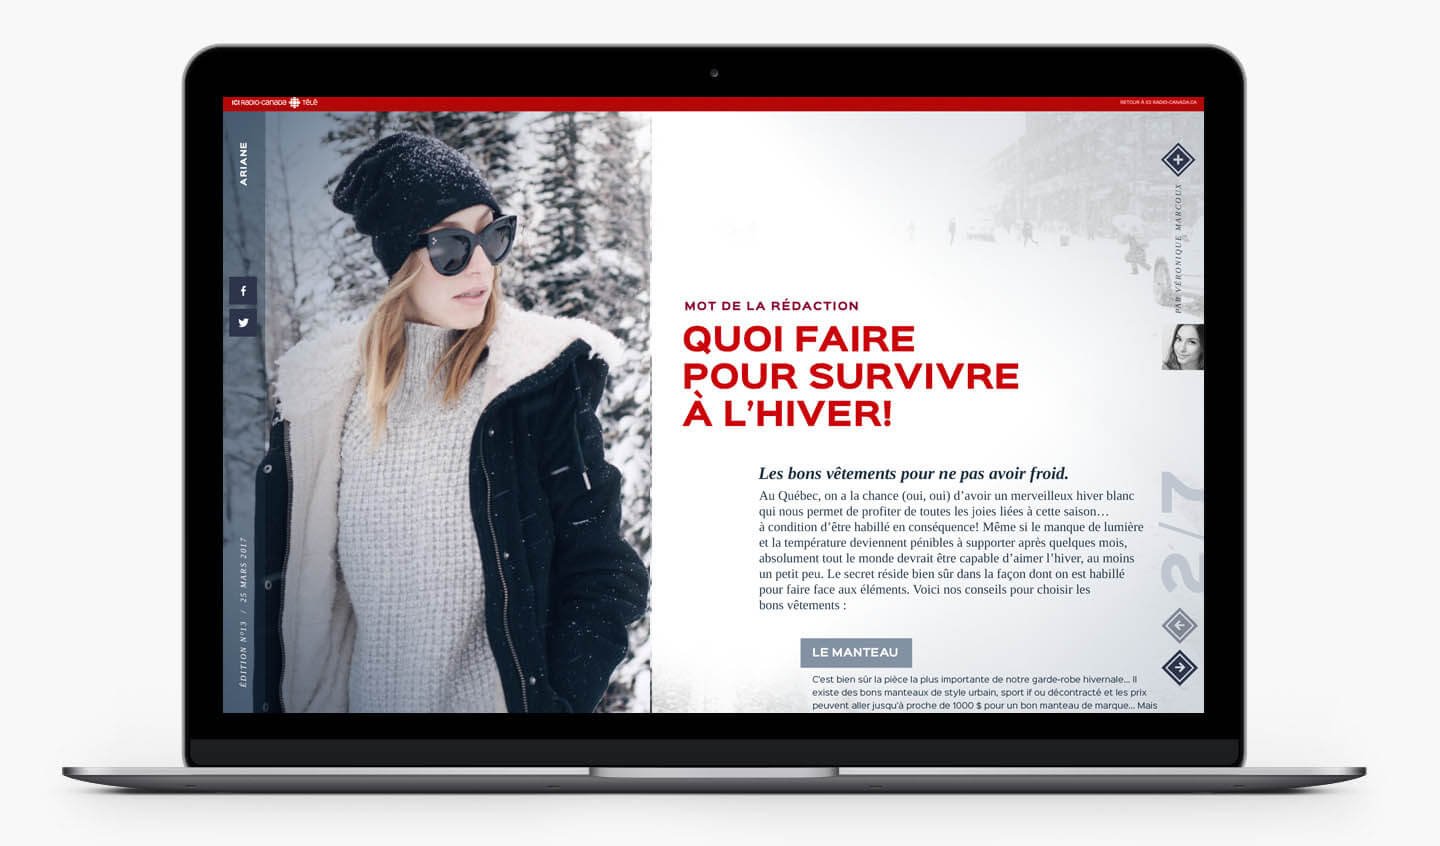 ICI RADIO-CANADA TÉLÉ
RETOUR À ICI RADIO-CANADA.CA
ARIANE
ÉDITION Nº13 / 25 MARS 2017
MOT DE LA RÉDACTION
QUOI FAIRE
POUR SURVIVRE
À L'HIVER!
Les bons vêtements pour ne pas avoir froid.
Au Québec, on a la chance (oui, oui) d'avoir un merveilleux hiver blanc
qui nous permet de profiter de toutes les joies liées à cette saison…
à condition d'être habillé en conséquence! Même si le manque de lumière
et la température deviennent pénibles à supporter après quelques mois,
absolument tout le monde devrait être capable d'aimer l'hiver, au moins
un petit peu. Le secret réside bien sûr dans la façon dont on est habillé
pour faire face aux éléments. Voici nos conseils pour choisir les
bons vêtements :
LE MANTEAU
C'est bien sûr la pièce la plus importante de notre garde-robe hivernale… Il
existe des bons manteaux de style urbain, sport if ou décontracté et les prix
peuvent aller jusqu'à proche de 1000 $ pour un bon manteau de marque… Mais
PAR VÉRONIQUE MARCOUX
2/7